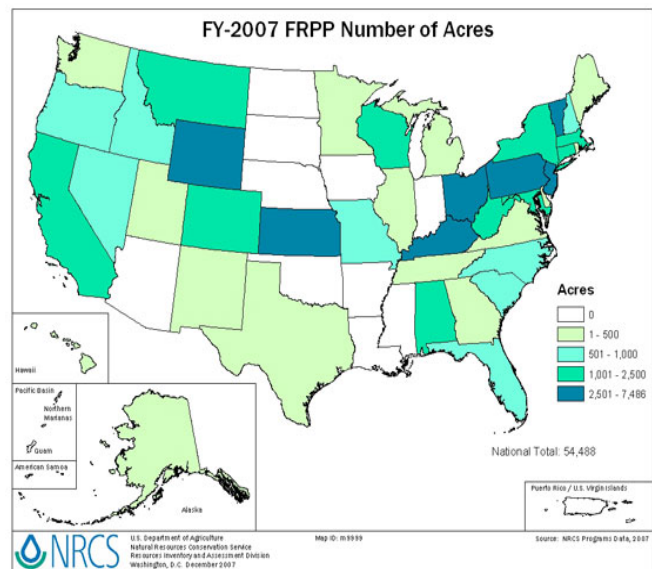 FY-2007 FRPP Number of Acres
Acres
0
1 - 500
501 - 1,000
1,001 - 2,500
2,501 - 7,486
National Total: 54,488
Hawaii
Pacific Basin
Northern
Marianas
Guam
American Samoa
Alaska
Puerto Rico / U.S. Virgin Islands
NRCS
U.S. Department of Agriculture
Natural Resources Conservation Service
Resources Inventory and Assessment Division
Washington, D.C. December 2007
Map ID: m9999
Source: NRCS Programs Data, 2007